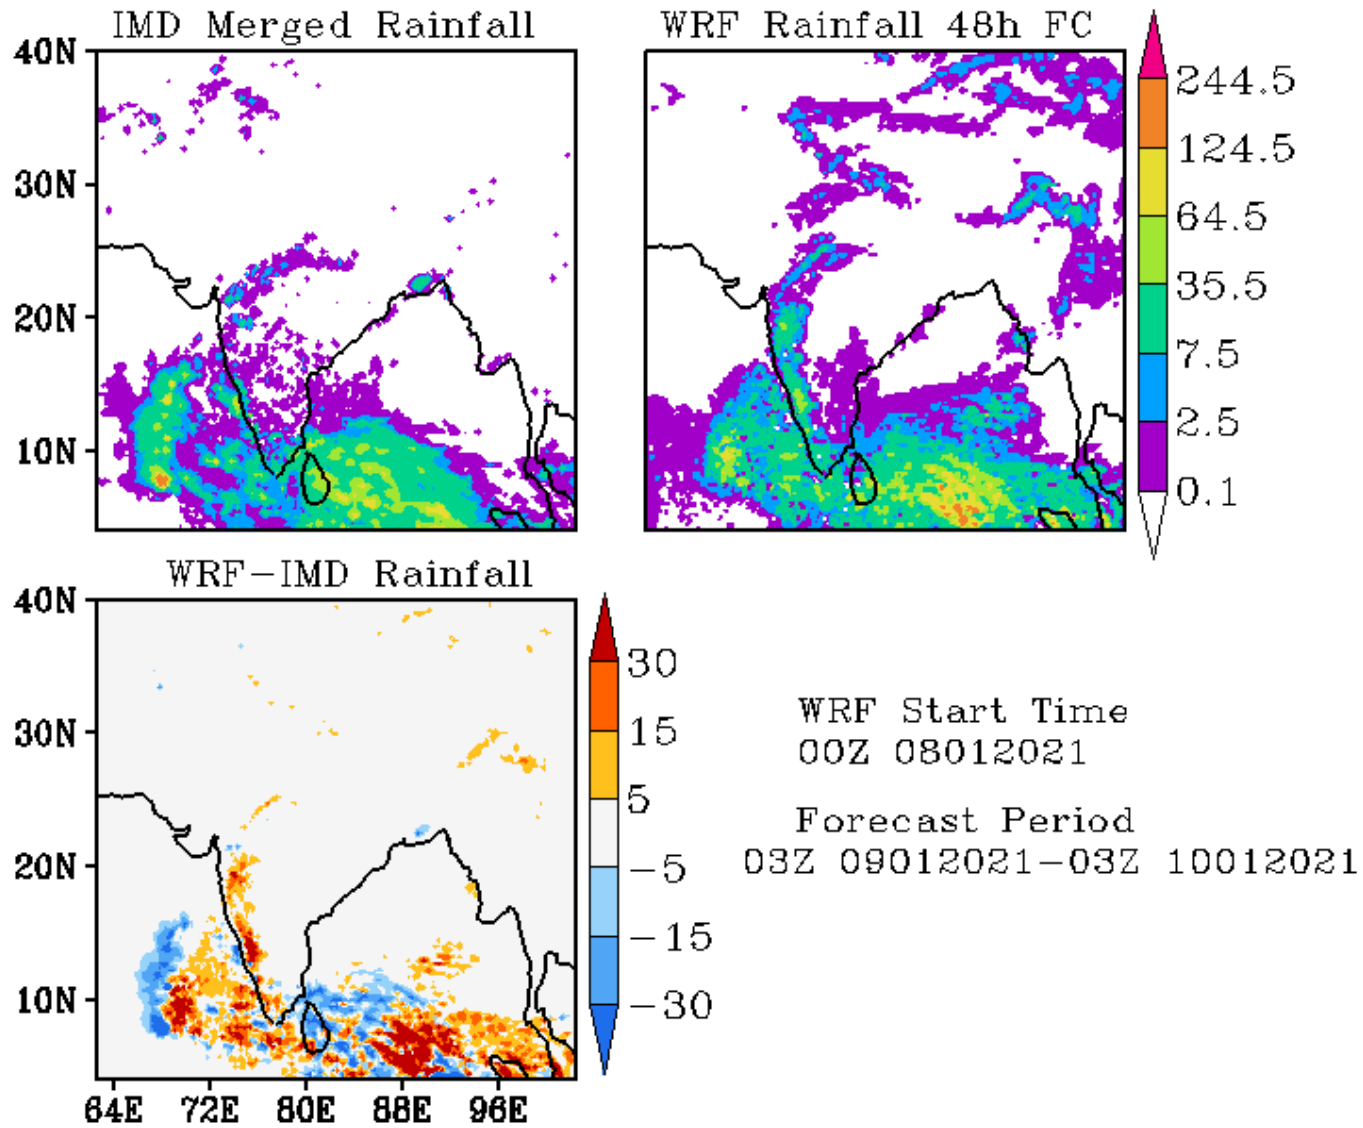 IMD Merged Rainfall
WRF Rainfall 48h FC
40N
30N
20N
10N
244.5
124.5
64.5
35.5
7.5
2.5
0.1
WRF-IMD Rainfall
40N
30N
20N
10N
64E 72E 80E 88E 96E
30
15
5
-5
-15
-30
WRF Start Time
00Z 08012021
Forecast Period
03Z 09012021-03Z 10012021